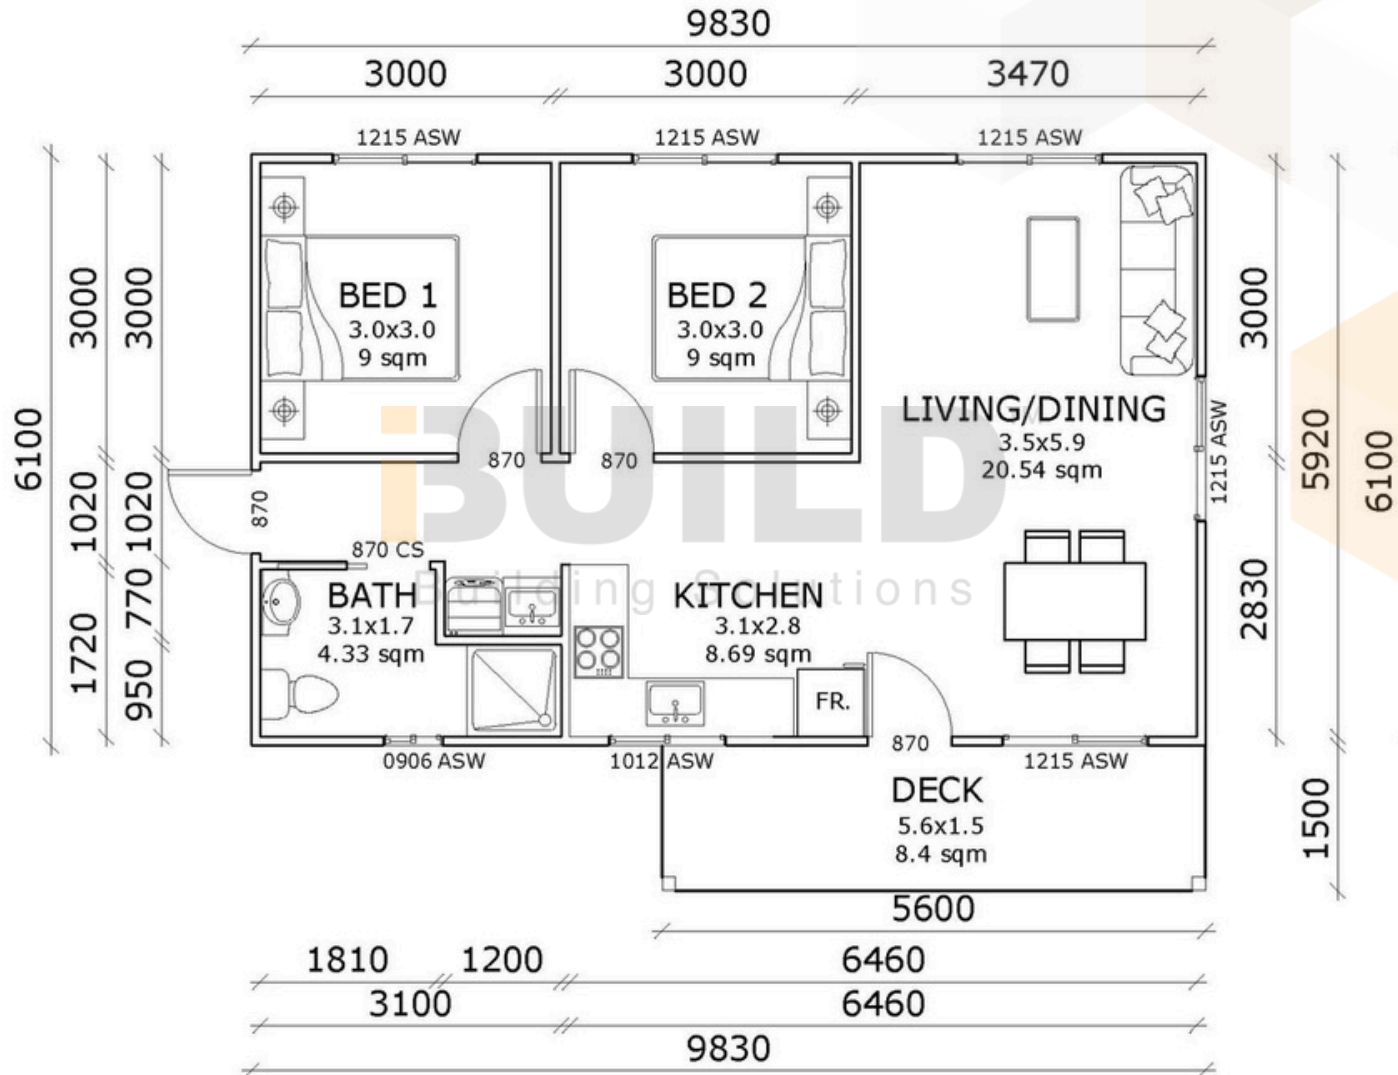 9830
3000
3000
3470
1215 ASW
1215 ASW
1215 ASW
6100
3000
3000
1020
1020
1720
770
950
BED 1
3.0x3.0
9 sqm
BED 2
3.0x3.0
9 sqm
870
870
870
870 CS
LIVING/DINING
3.5x5.9
20.54 sqm
1215 ASW
3000
2830
5920
6100
1500
iBUILD
Building Solutions
BATH
3.1x1.7
4.33 sqm
KITCHEN
3.1x2.8
8.69 sqm
FR.
870
0906 ASW
1012 ASW
1215 ASW
DECK
5.6x1.5
8.4 sqm
5600
1810
1200
6460
3100
6460
9830